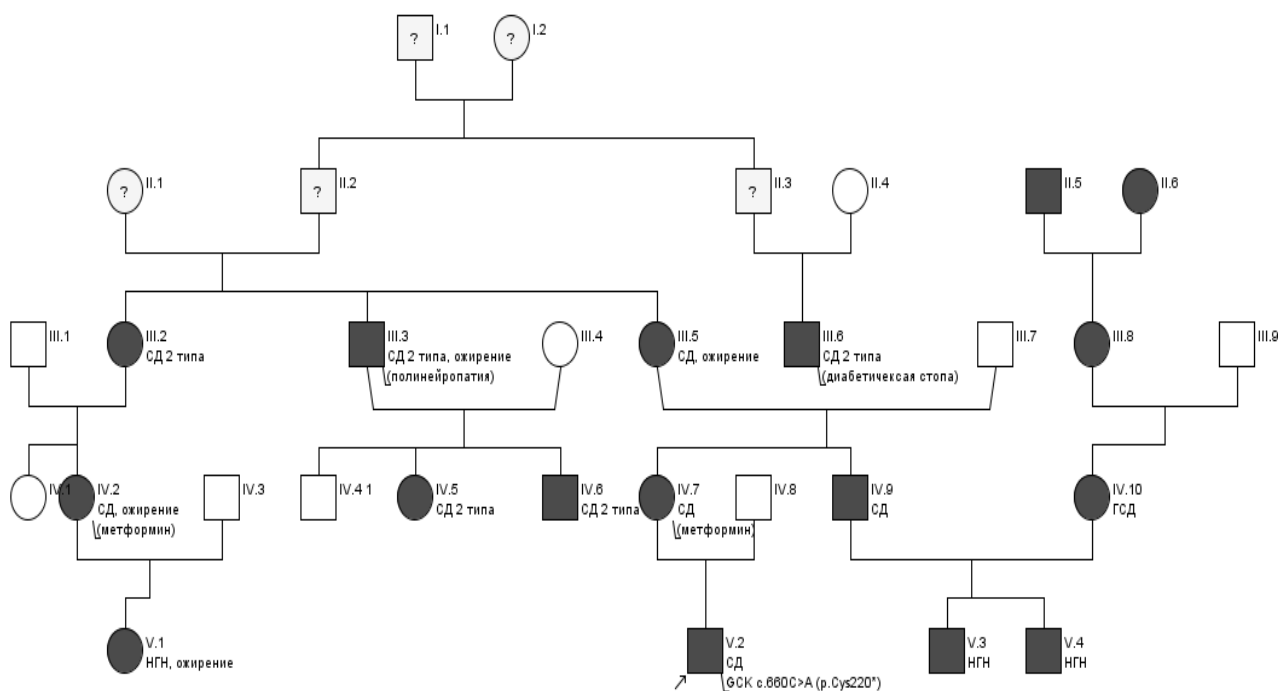 ? I.1 ? I.2
? II.1 ? II.2 ? II.3 II.4 II.5 II.6
III.1 III.2 III.3 III.4 III.5 III.6 III.7 III.8 III.9
СД 2 типа СД 2 типа, ожирение СД, ожирение СД 2 типа
(полинейропатия) (диабетичексая стопа)
IV.1 IV.2 IV.3 IV.4 1 IV.5 IV.6 IV.7 IV.8 IV.9 IV.10
СД, ожирение СД 2 типа СД 2 типа СД СД ГСД
(метформин) (метформин)
V.1 V.2 V.3 V.4
НГН, ожирение СД НГН НГН
GCK c.660C>A (p.Cys220*)